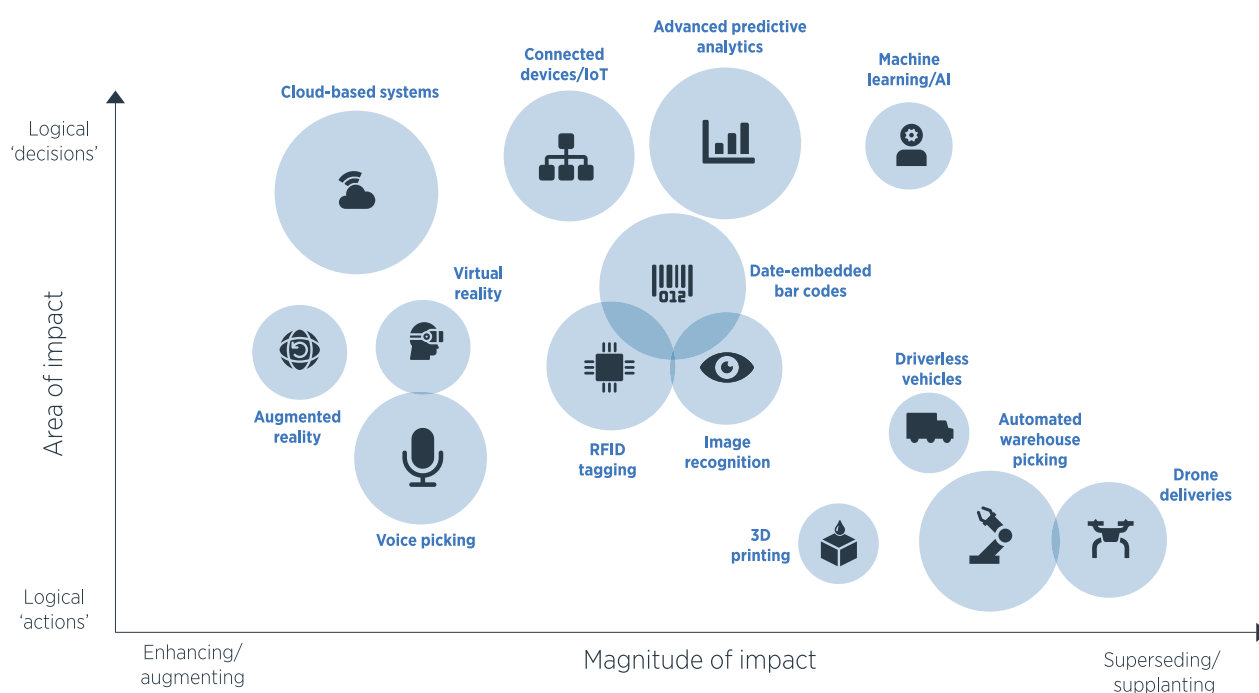 Advanced predictive
analytics
Connected
devices/IoT
Machine
learning/AI
Cloud-based systems
Logical
‘decisions’
Virtual
reality
Date-embedded
bar codes
012
Area of impact
Driverless
vehicles
Augmented
reality
Automated
warehouse
picking
RFID
tagging
Image
recognition
Drone
deliveries
Voice picking
3D
printing
Logical
‘actions’
Enhancing/
augmenting
Magnitude of impact
Superseding/
supplanting